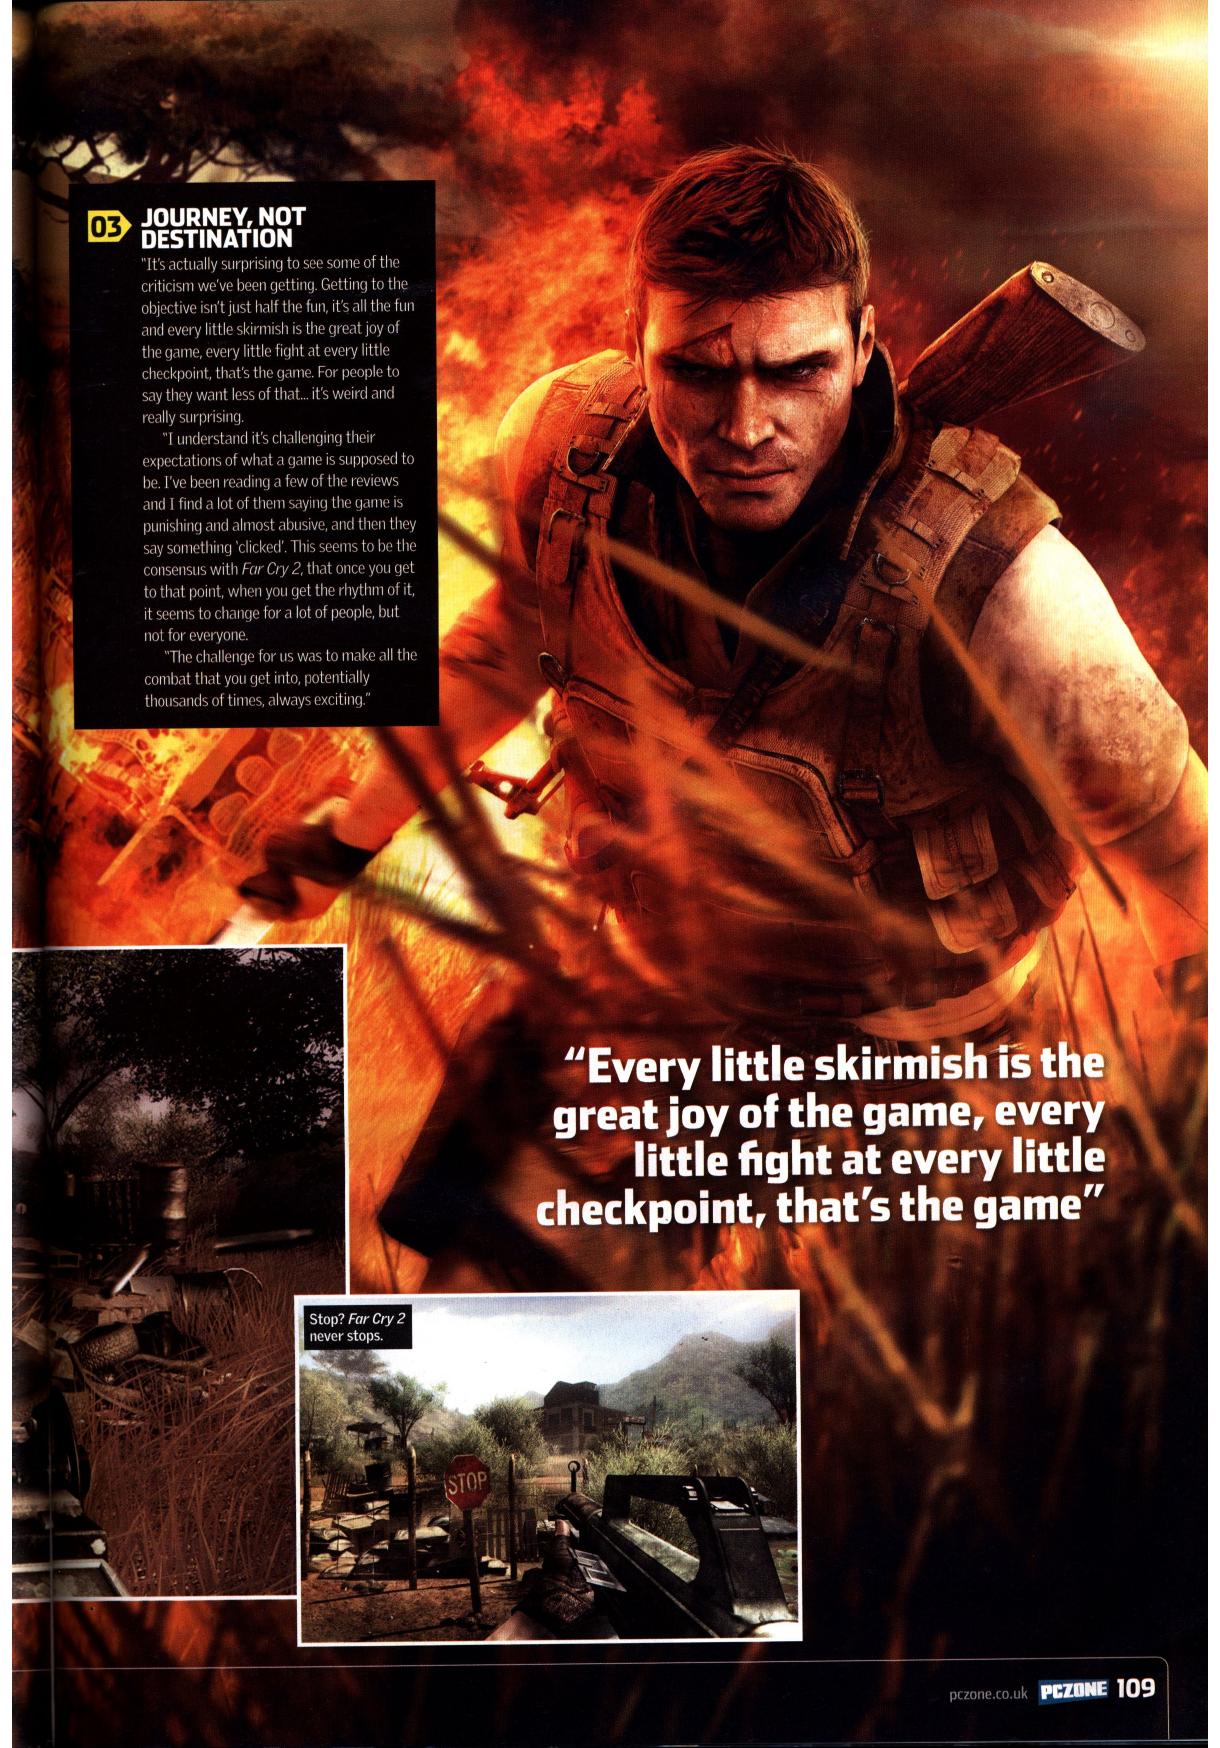 03
JOURNEY, NOT
DESTINATION
"It's actually surprising to see some of the
criticism we've been getting. Getting to the
objective isn't just half the fun, it's all the fun
and every little skirmish is the great joy of
the game, every little fight at every little
checkpoint, that's the game. For people to
say they want less of that... it's weird and
really surprising.
"I understand it's challenging their
expectations of what a game is supposed to
be. I've been reading a few of the reviews
and I find a lot of them saying the game is
punishing and almost abusive, and then they
say something 'clicked'. This seems to be the
consensus with Far Cry 2, that once you get
to that point, when you get the rhythm of it,
it seems to change for a lot of people, but
not for everyone.
"The challenge for us was to make all the
combat that you get into, potentially
thousands of times, always exciting."
"Every little skirmish is the
great joy of the game, every
little fight at every little
checkpoint, that's the game"
Stop? Far Cry 2
never stops.
STOP
pczone.co.uk PCZONE 109